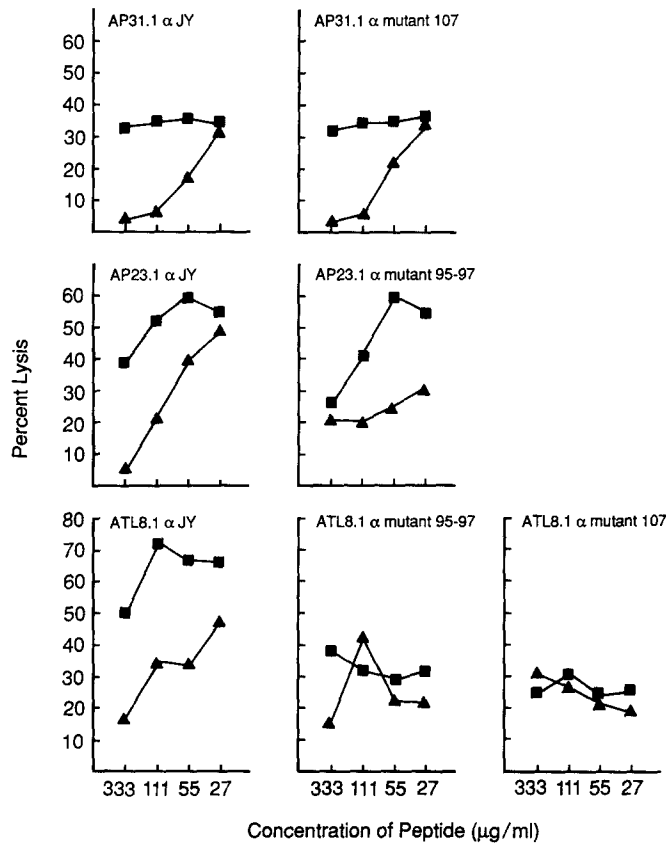 AP31.1 α JY
AP31.1 α mutant 107
60
50
40
30
20
10
AP23.1 α JY
AP23.1 α mutant 95-97
60
50
40
30
20
10
Percent Lysis
ATL8.1 α JY
ATL8.1 α mutant 95-97
ATL8.1 α mutant 107
80
70
60
50
40
30
20
10
333 111 55 27
333 111 55 27
333 111 55 27
Concentration of Peptide (μg/ml)